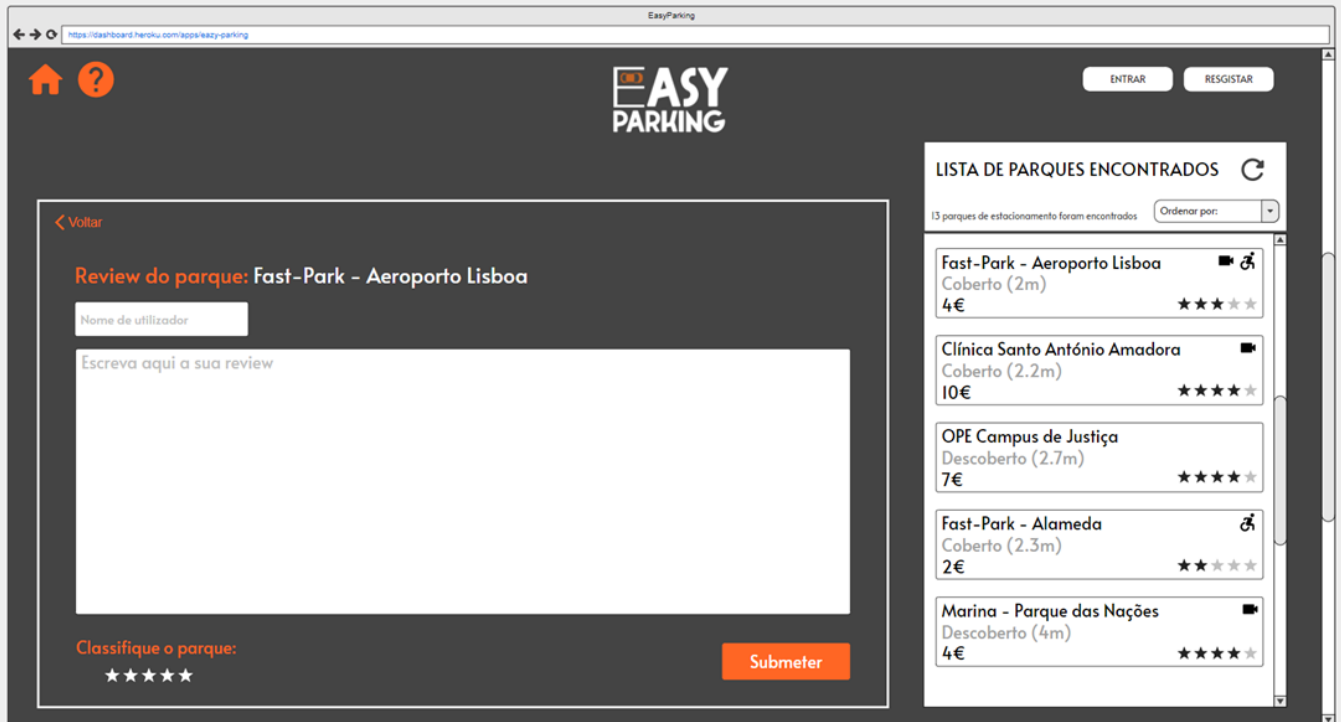 EasyParking
https://dashboard.heroku.com/apps/eazy-parking
?
EASY
PARKING
ENTRAR
RESGISTAR
Voltar
Review do parque: Fast-Park - Aeroporto Lisboa
Nome de utilizador
Escreva aqui a sua review
Classifique o parque:
Submeter
LISTA DE PARQUES ENCONTRADOS
13 parques de estacionamento foram encontrados
Ordenar por:
Fast-Park - Aeroporto Lisboa
Coberto (2m)
4€
Clínica Santo António Amadora
Coberto (2.2m)
10€
OPE Campus de Justiça
Descoberto (2.7m)
7€
Fast-Park - Alameda
Coberto (2.3m)
2€
Marina - Parque das Nações
Descoberto (4m)
4€